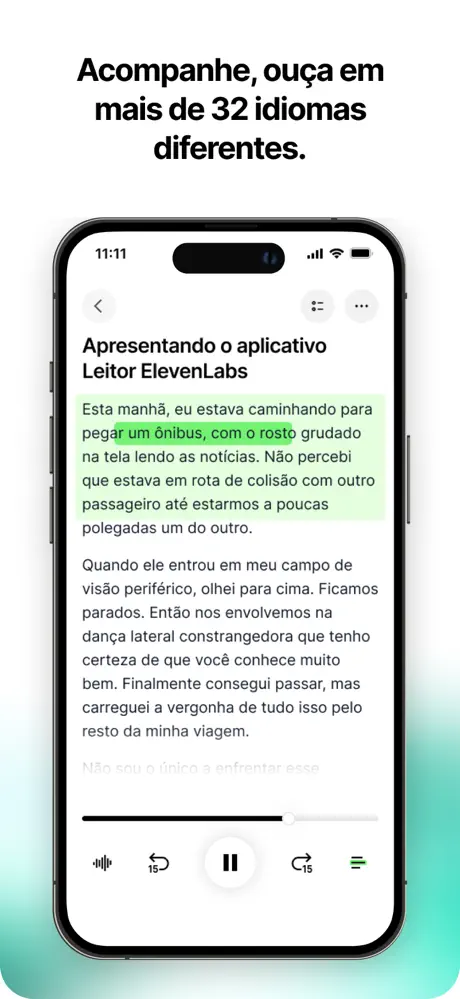 Acompanhe, ouça em
mais de 32 idiomas
diferentes.
11:11
Apresentando o aplicativo
Leitor ElevenLabs
Esta manhã, eu estava caminhando para
pegar um ônibus, com o rosto grudado
na tela lendo as notícias. Não percebi
que estava em rota de colisão com outro
passageiro até estarmos a poucas
polegadas um do outro.
Quando ele entrou em meu campo de
visão periférico, olhei para cima. Ficamos
parados. Então nos envolvemos na
dança lateral constrangedora que tenho
certeza de que você conhece muito
bem. Finalmente consegui passar, mas
carreguei a vergonha de tudo isso pelo
resto da minha viagem.
Não sou o único a enfrentar esse
15
15